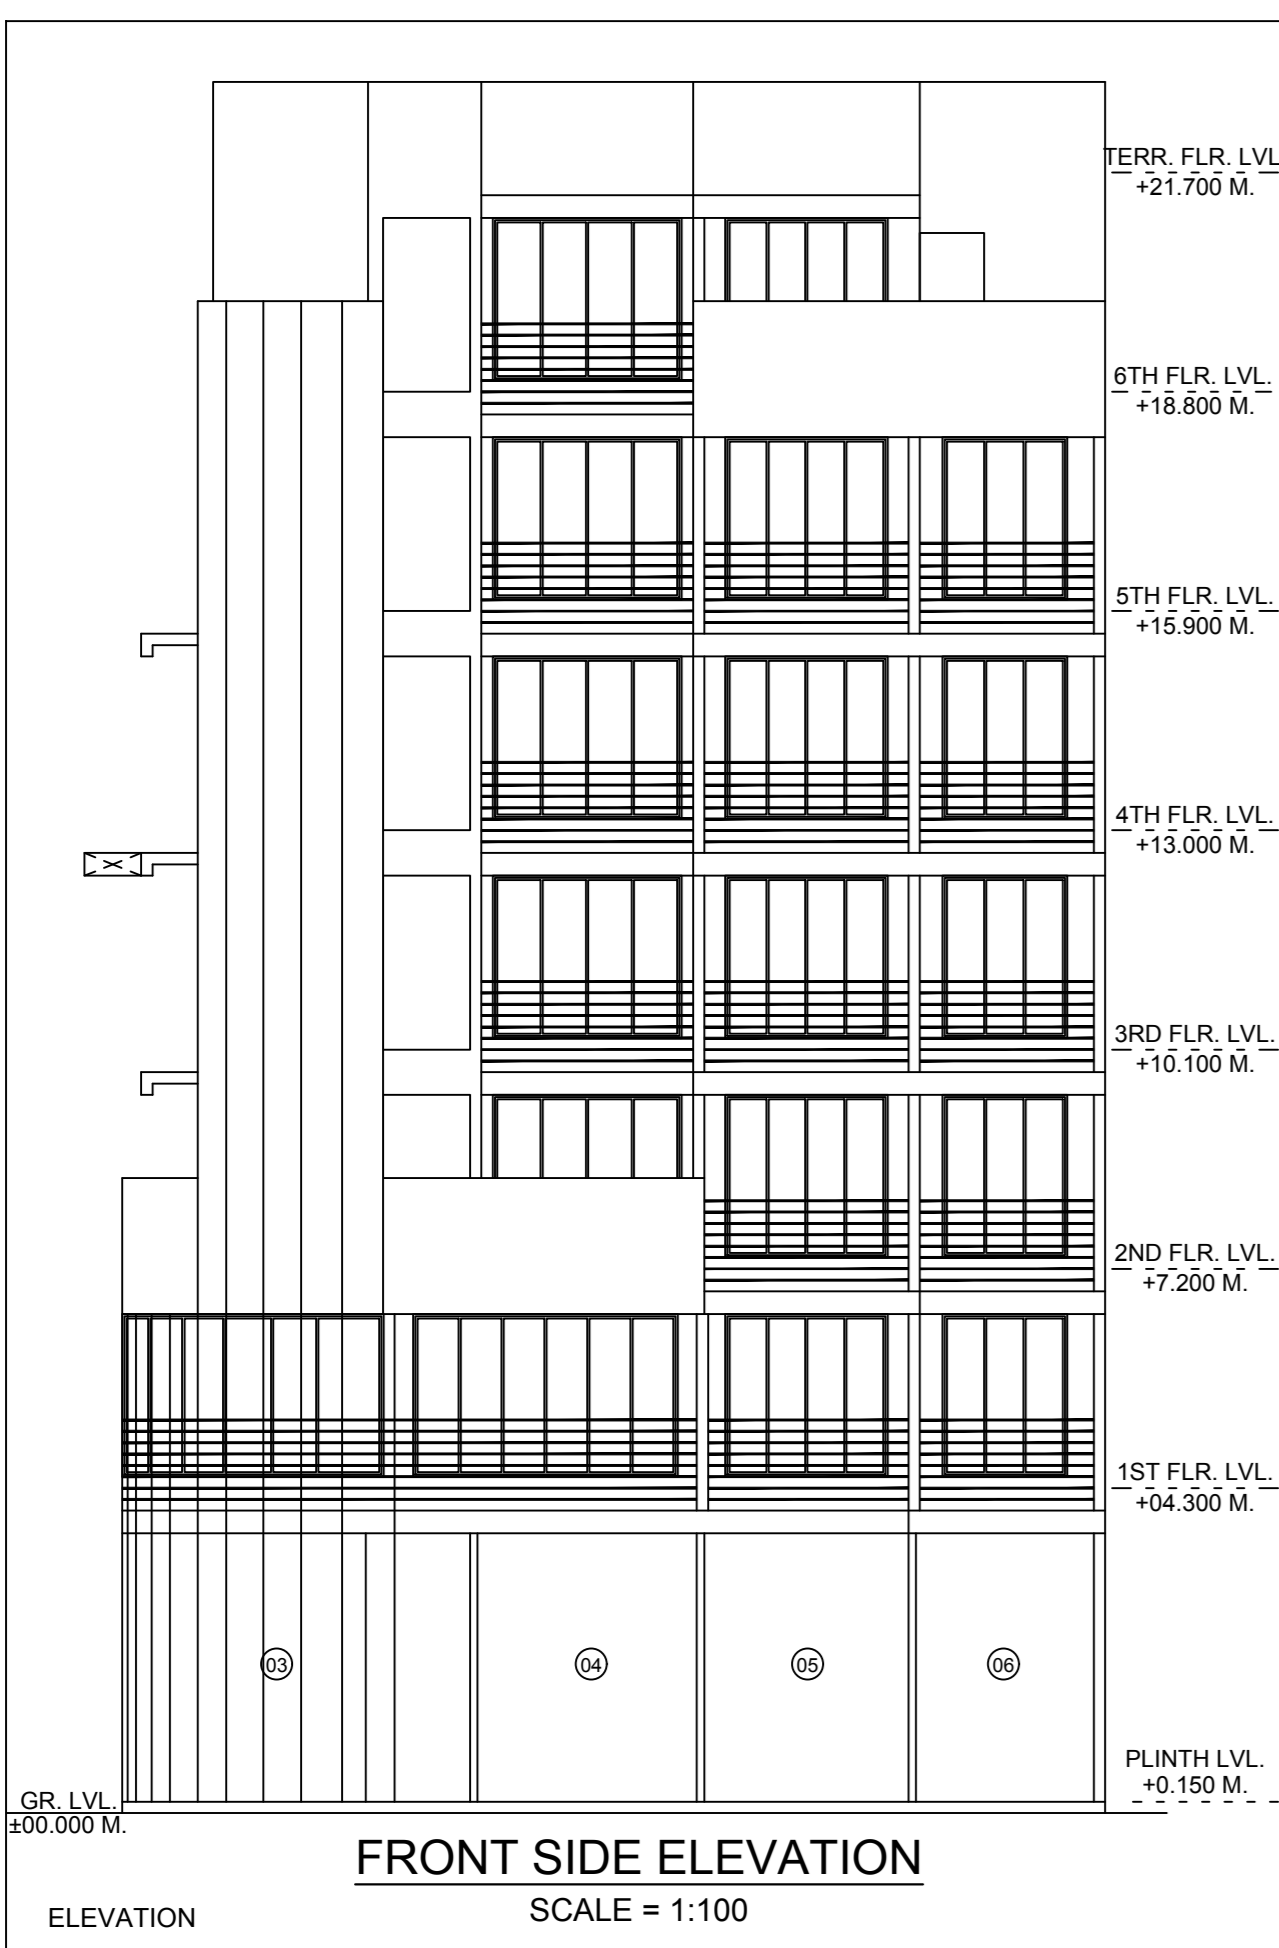 TERR. FLR. LVL
+21.700 M.
6TH FLR. LVL.
+18.800 M.
5TH FLR. LVL.
+15.900 M.
4TH FLR. LVL.
+13.000 M.
3RD FLR. LVL.
+10.100 M.
2ND FLR. LVL.
+7.200 M.
1ST FLR. LVL.
+04.300 M.
03
04
05
06
PLINTH LVL.
+0.150 M.
GR. LVL.
±00.000 M.
FRONT SIDE ELEVATION
SCALE = 1:100
ELEVATION